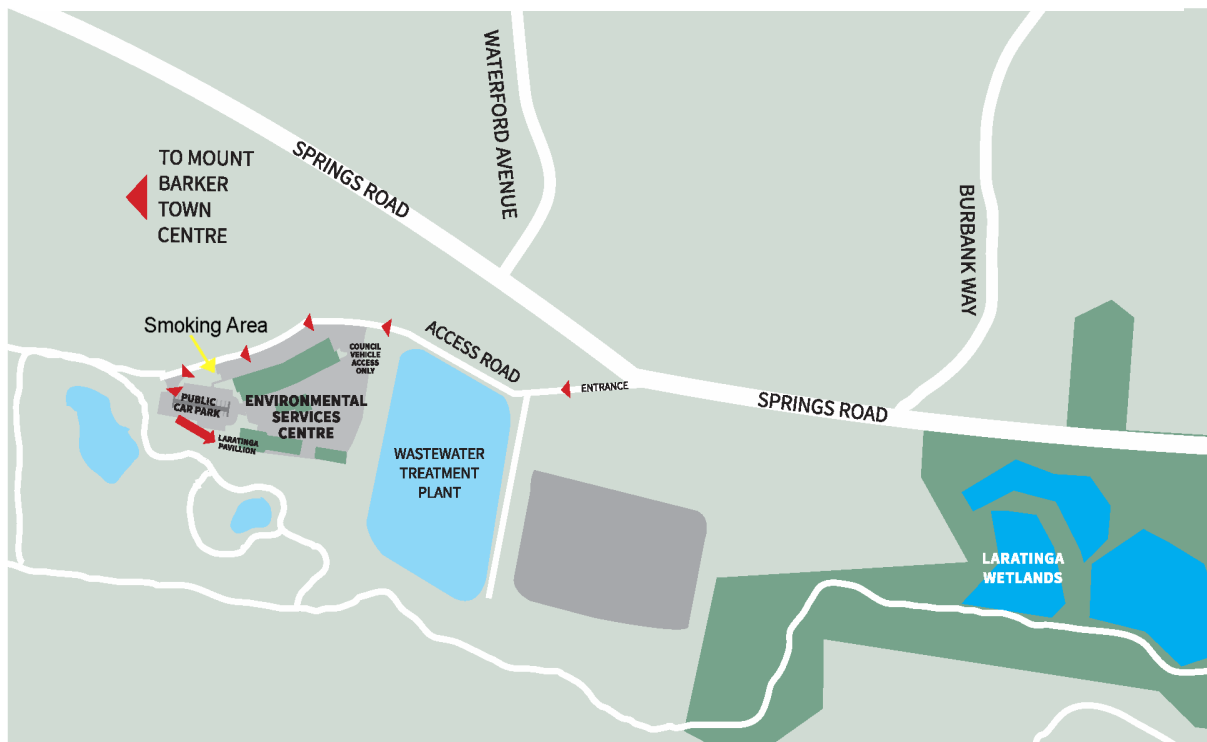 WATERFORD AVENUE
SPRINGS ROAD
TO MOUNT
BARKER
TOWN
CENTRE
BURBANK WAY
Smoking Area
ACCESS ROAD
COUNCIL
VEHICLE
ACCESS
ONLY
ENTRANCE
PUBLIC
CAR PARK
ENVIRONMENTAL
SERVICES
CENTRE
SPRINGS ROAD
LARATINGA
PAVILLION
WASTEWATER
TREATMENT
PLANT
LARATINGA
WETLANDS